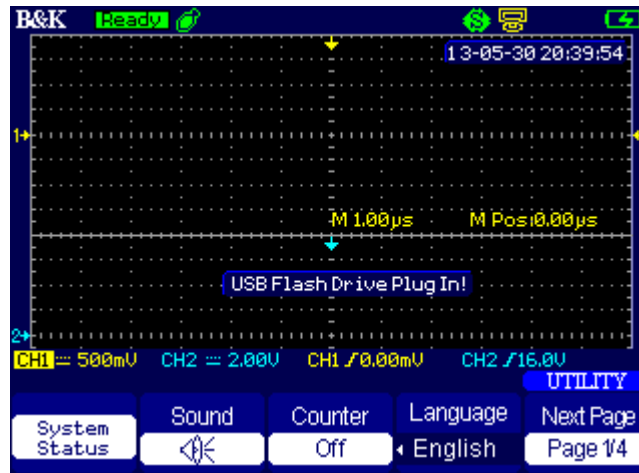 B&K Ready
13-05-30 20:39:54
1
M 1.00μs M Pos:0.00μs
USB Flash Drive Plug In!
2
CH1 500mV CH2 2.00V CH1 /0.00mV CH2 /16.0V
UTILITY
System Status
Sound
Counter
Off
Language
English
Next Page
Page 1/4